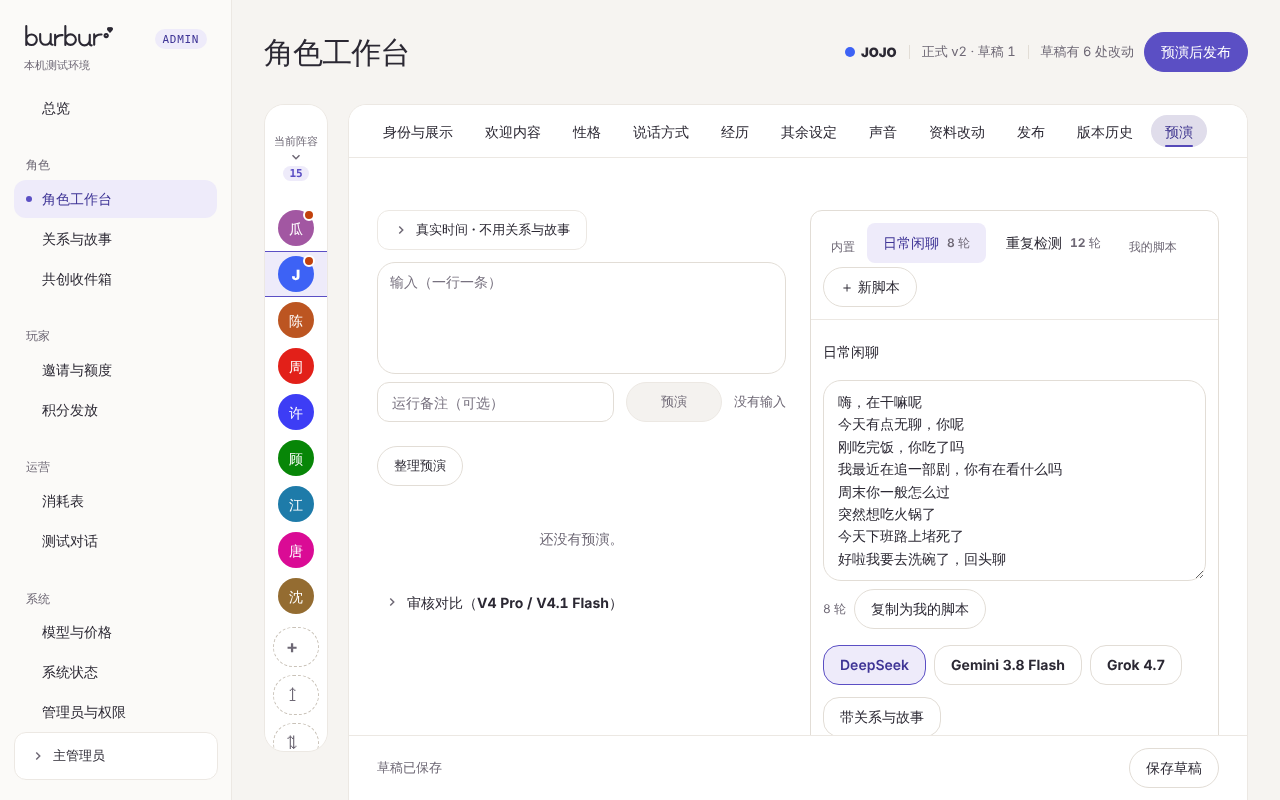 burbur
ADMIN
本机测试环境
总览
角色
角色工作台
关系与故事
共创收件箱
玩家
邀请与额度
积分发放
运营
消耗表
测试对话
系统
模型与价格
系统状态
管理员与权限
主管理员
角色工作台
JOJO
正式 v2 · 草稿 1
草稿有 6 处改动
预演后发布
当前阵容
15
瓜
J
陈
周
许
顾
江
唐
沈
+
身份与展示 欢迎内容 性格 说话方式 经历 其余设定 声音 资料改动 发布 版本历史 预演
真实时间 · 不用关系与故事
输入（一行一条）
运行备注（可选）
预演
没有输入
整理预演
还没有预演。
审核对比（V4 Pro / V4.1 Flash）
内置 日常闲聊 8 轮 重复检测 12 轮 我的脚本
＋ 新脚本
日常闲聊
嗨，在干嘛呢
今天有点无聊，你呢
刚吃完饭，你吃了吗
我最近在追一部剧，你有在看什么吗
周末你一般怎么过
突然想吃火锅了
今天下班路上堵死了
好啦我要去洗碗了，回头聊
8 轮 复制为我的脚本
DeepSeek Gemini 3.8 Flash Grok 4.7
带关系与故事
草稿已保存
保存草稿